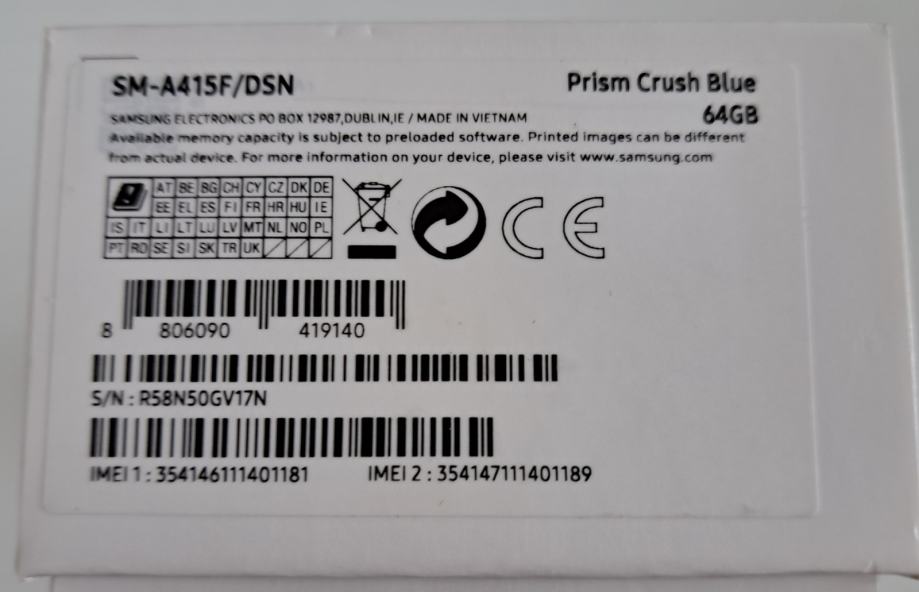 SM-A415F/DSN Prism Crush Blue
64GB
SAMSUNG ELECTRONICS PO BOX 12987,DUBLIN,IE / MADE IN VIETNAM
Available memory capacity is subject to preloaded software. Printed images can be different
from actual device. For more information on your device, please visit www.samsung.com
AT BE BG CH CY CZ DK DE
EE EL ES FI FR HR HU IE
IS IT LI LT LU LV MT NL NO PL
PT RO SE SI SK TR UK
CE
8 806090 419140
S/N : R58N50GV17N
IMEI 1 : 354146111401181 IMEI 2 : 354147111401189